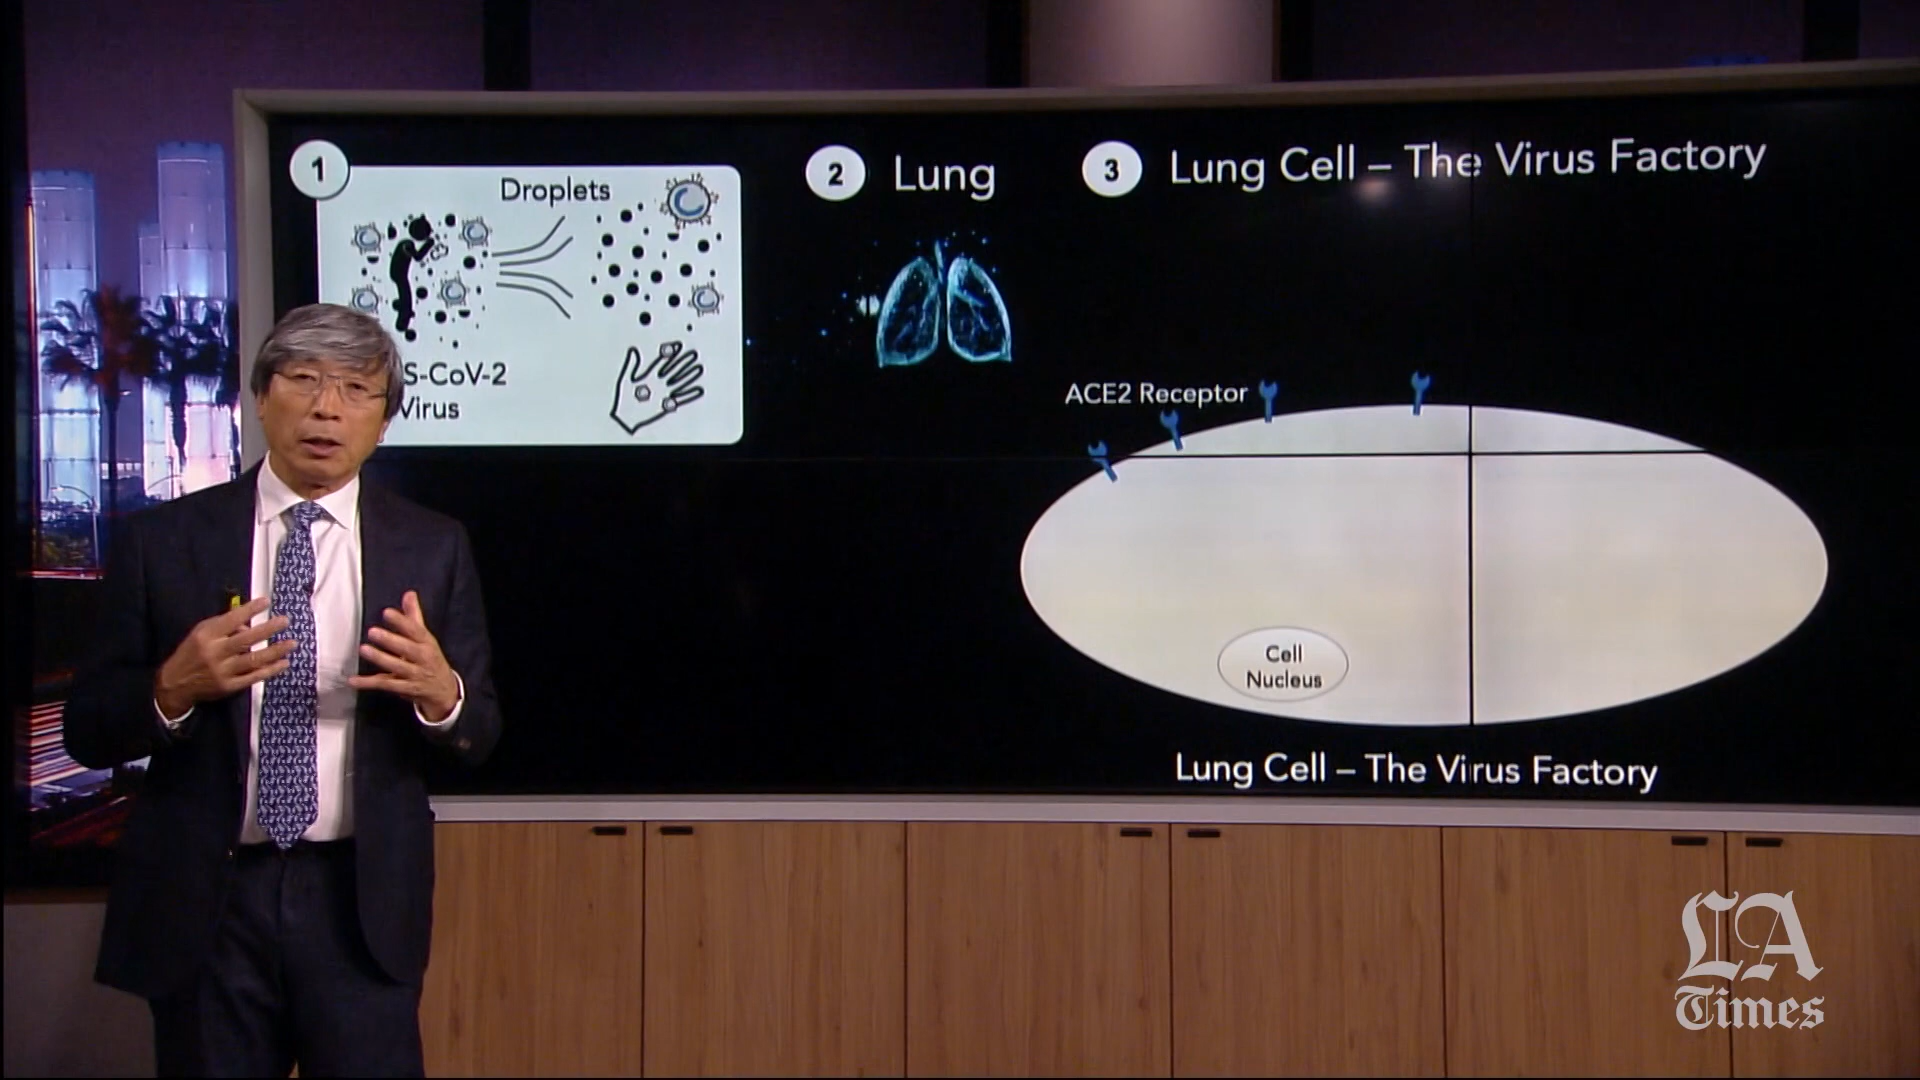 1
Droplets
S-CoV-2
Virus
2
Lung
3
Lung Cell – The Virus Factory
ACE2 Receptor
Cell
Nucleus
Lung Cell – The Virus Factory
LA
Times